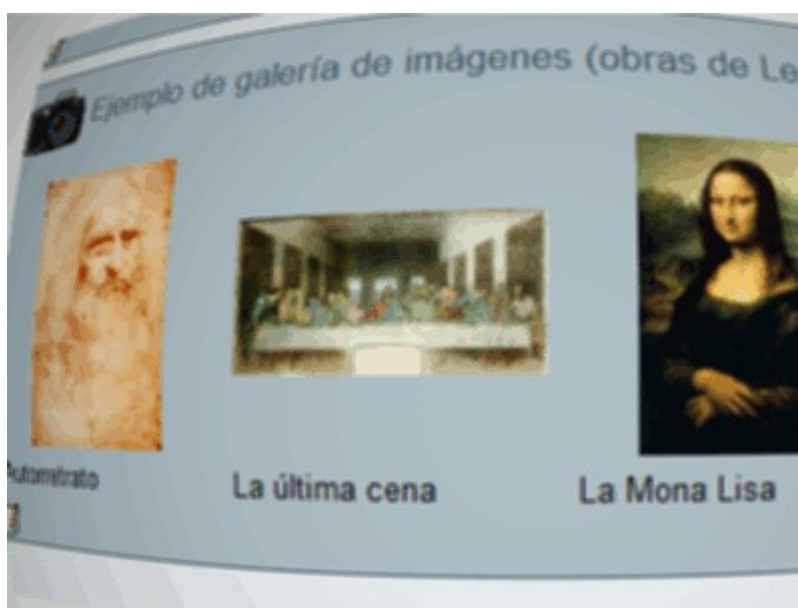 Ejemplo de galería de imágenes (obras de Le
Autorretrato
La última cena
La Mona Lisa